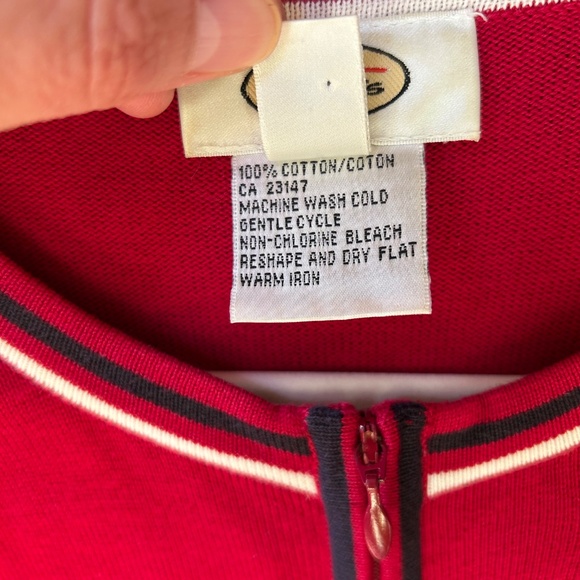 's
100% COTTON/COTON
CA 23147
MACHINE WASH COLD
GENTLE CYCLE
NON-CHLORINE BLEACH
RESHAPE AND DRY FLAT
WARM IRON